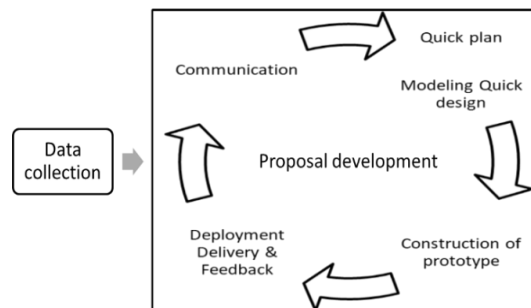 Quick plan
Communication
Modeling Quick
design
Data
collection
Proposal development
Deployment
Delivery &
Feedback
Construction of
prototype